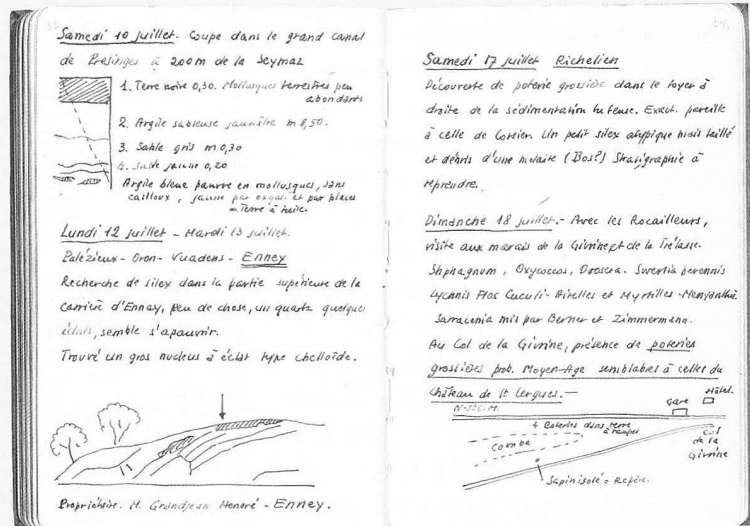 Samedi 10 juillet. Coupe dans le grand canal
de Presinges à 200m de la Seymaz
1. Terre noire 0,30. Mollusques terrestres peu
abondants
2. Argile sableuse jaunâtre m 0,50.
3. Sable gris m 0,30
4. Sable jaune 0,20
Argile bleue pauvre en mollusques, sans
cailloux, jaune par oxyd. et par places
= Terre à tuile.
Lundi 12 juillet - Mardi 13 juillet.
Palézieux - Oron - Vuadens - Enney
Recherche de silex dans la partie supérieure de la
carrière d'Enney, peu de chose, un quartz quelques
éclats, semble s'apauvrir.
Trouvé un gros nucleus à éclat type chelloïde.
Propriétaire. M. Grandjean Honoré - Enney.
Samedi 17 juillet Richelien
Découverte de poterie grossière dans le foyer à
droite de la sédimentation tufeuse. Exact. pareille
à celle de Corsier Un petit silex atypique mais taillé
et débris d'une molaire (Bos?) Stratigraphie à
reprendre.
Dimanche 18 juillet.- Avec les Rocailleurs,
visite aux marais de la Givrine et de la Trélasse.
Shphagnum, Oxycoccos, Drosera. Swertia perennis
Lychnis Flos Cuculi- Airelles et Myrtilles - Menyanthe.
Sarracenia mis par Berner et Zimmermann.
Au Col de la Givrine, présence de poteries
grossières prob. Moyen-Age semblables à celles du
Château de St Cergues.-
Hôtel.
Gare
N-St C.M.
+ Poteries dans terre
à taupes
Combe
Col
de la
Givrine
Sapin isolé = Repère.